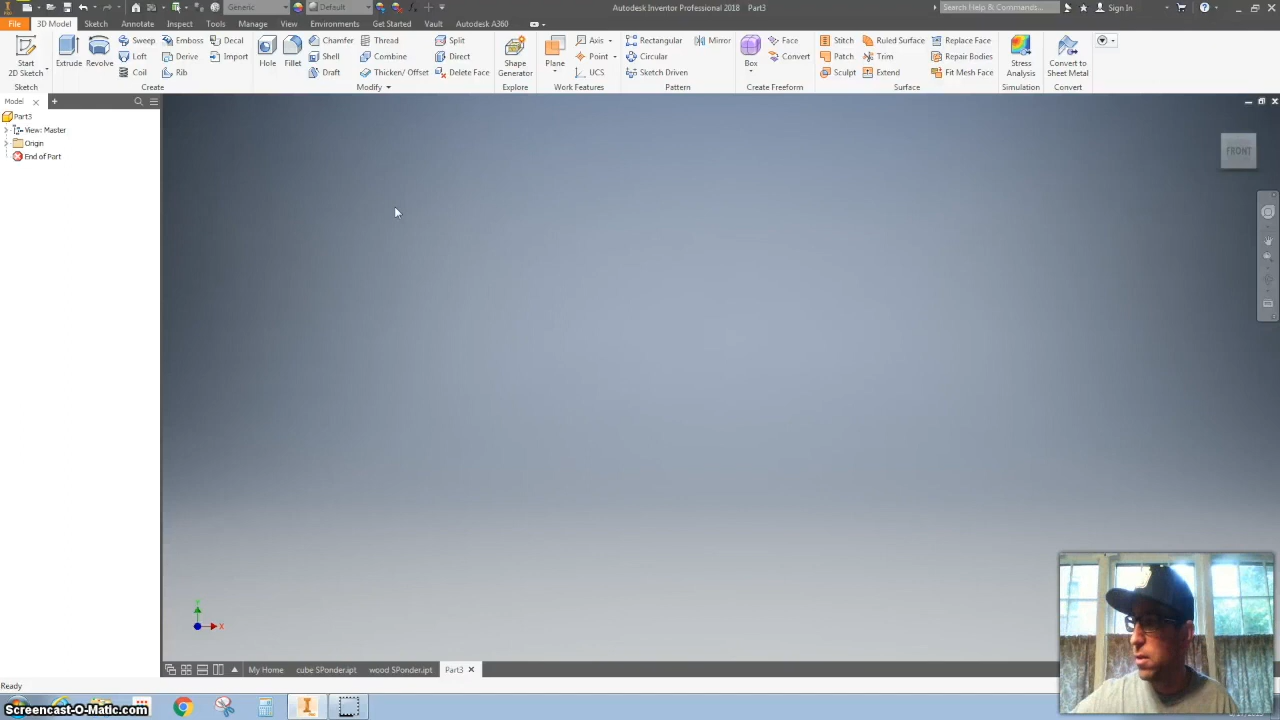 Generic Default Autodesk Inventor Professional 2018 Part3 Search Help & Commands... Sign In
File 3D Model Sketch Annotate Inspect Tools Manage View Environments Get Started Vault Autodesk A360
Start 2D Sketch Extrude Revolve Sweep Emboss Decal Hole Fillet Chamfer Thread Split Shape Generator Plane Axis Rectangular Mirror Box Face Stitch Ruled Surface Replace Face Stress Analysis Convert to Sheet Metal
Loft Derive Import Shell Combine Direct Point Circular Convert Patch Trim Repair Bodies
Coil Rib Draft Thicken/ Offset Delete Face UCS Sketch Driven Sculpt Extend Fit Mesh Face
Sketch Create Modify Explore Work Features Pattern Create Freeform Surface Simulation Convert
Model
Part3
View: Master
Origin
End of Part
FRONT
Y
X
My Home cube SPonder.ipt wood SPonder.ipt Part3
Ready
Screencast-O-Matic.com